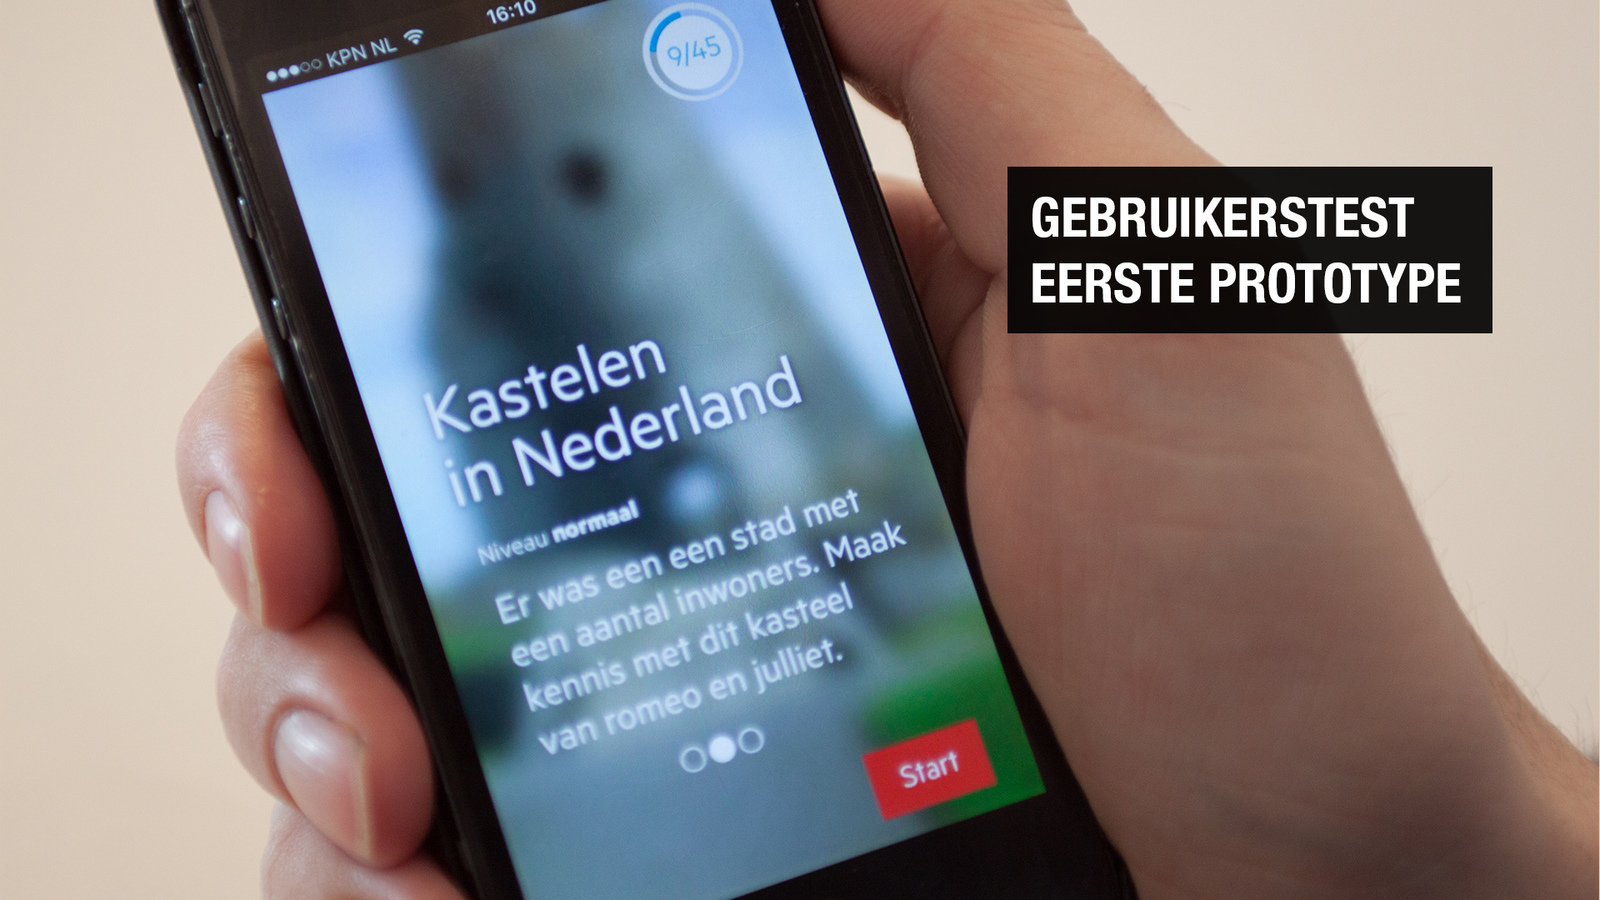 KPN NL
16:10
9/45
Kastelen
in Nederland
Niveau normaal
Er was een een stad met
een aantal inwoners. Maak
kennis met dit kasteel
van romeo en julliet.
Start
GEBRUIKERSTEST
EERSTE PROTOTYPE